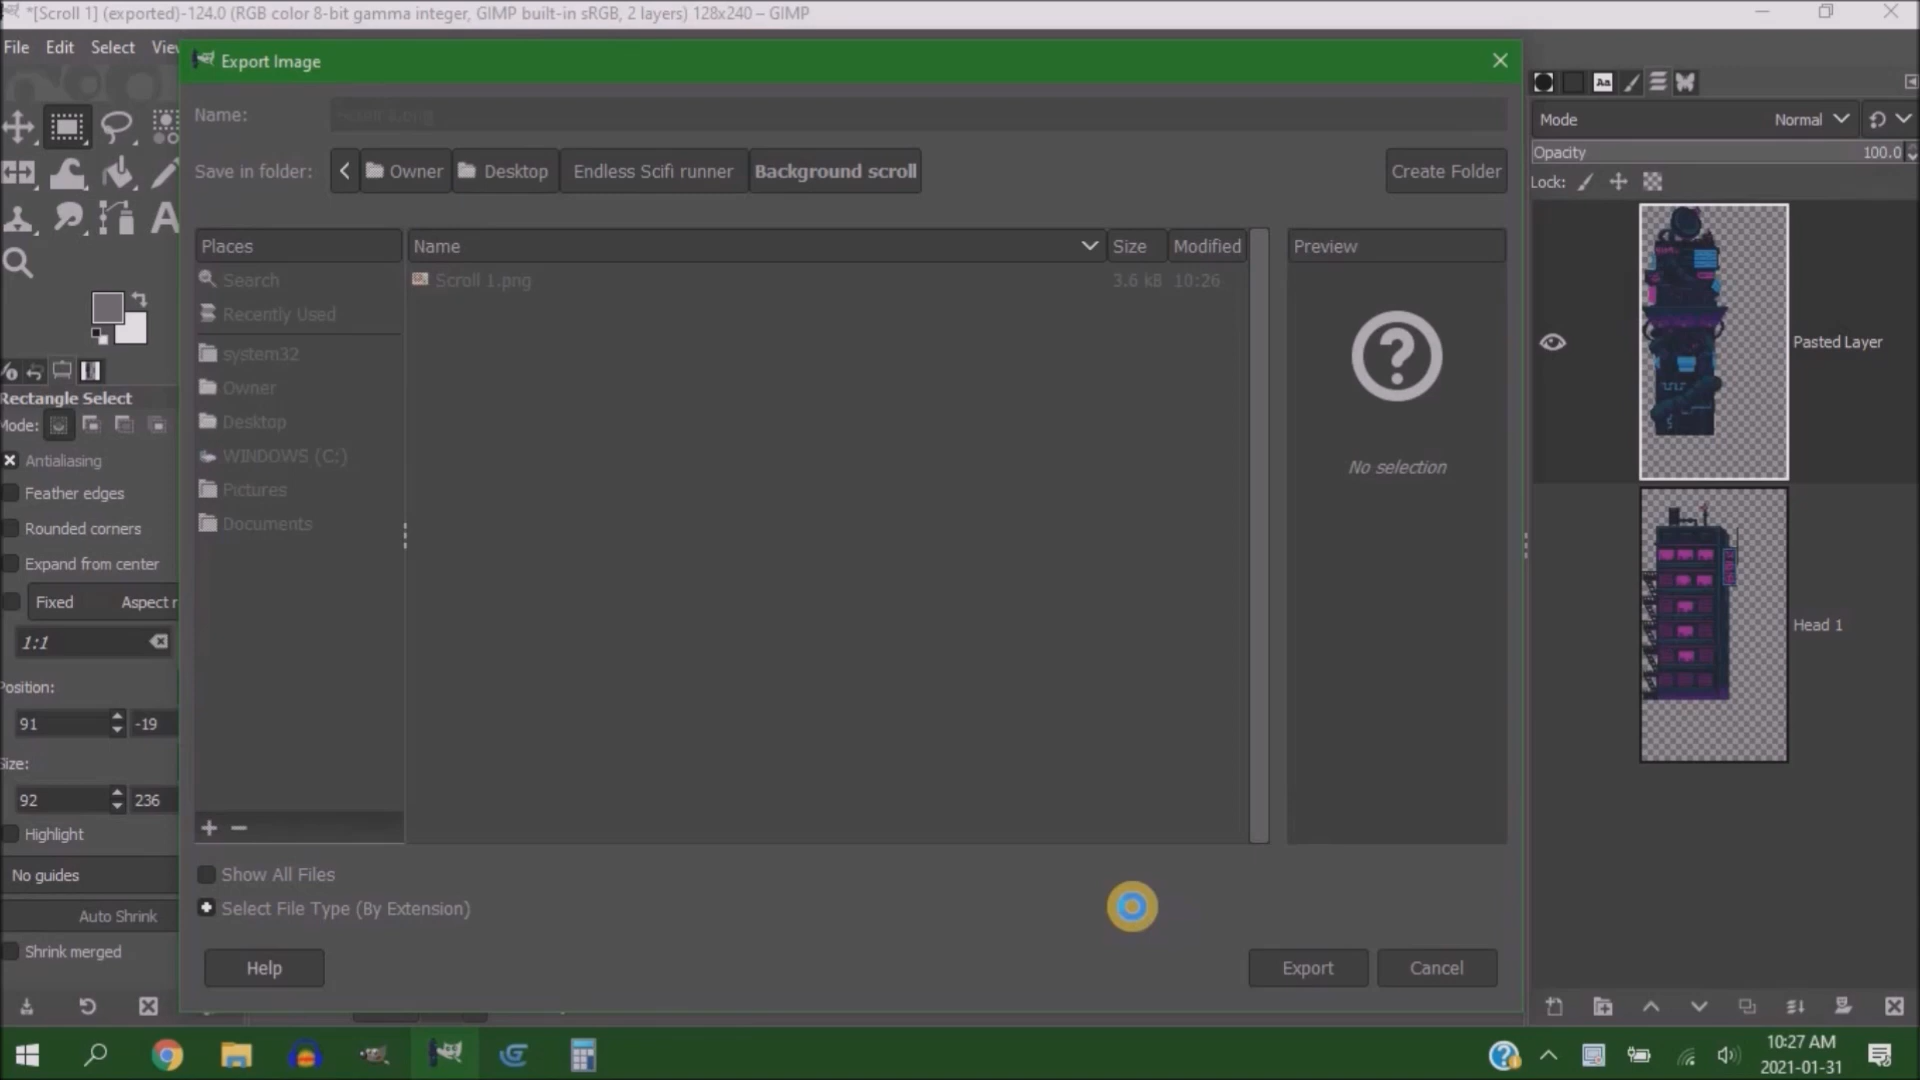 *[Scroll 1] (exported)-124.0 (RGB color 8-bit gamma integer, GIMP built-in sRGB, 2 layers) 128x240 – GIMP
File Edit Select
Export Image
Name:
Save in folder: Owner Desktop Endless Scifi runner Background scroll Create Folder
Places Name Size Modified Preview
Search
Recently Used
system32
Owner
Desktop
WINDOWS (C:)
Pictures
Documents
Scroll 1.png 3.6 kB 10:26
No selection
Show All Files
Select File Type (By Extension)
Help Export Cancel
Rectangle Select
Mode:
Antialiasing
Feather edges
Rounded corners
Expand from center
Fixed Aspect r
1:1
Position:
91 -19
Size:
92 236
Highlight
No guides
Auto Shrink
Shrink merged
Aa
Mode Normal
Opacity 100.0
Lock:
Pasted Layer
Head 1
10:27 AM
2021-01-31